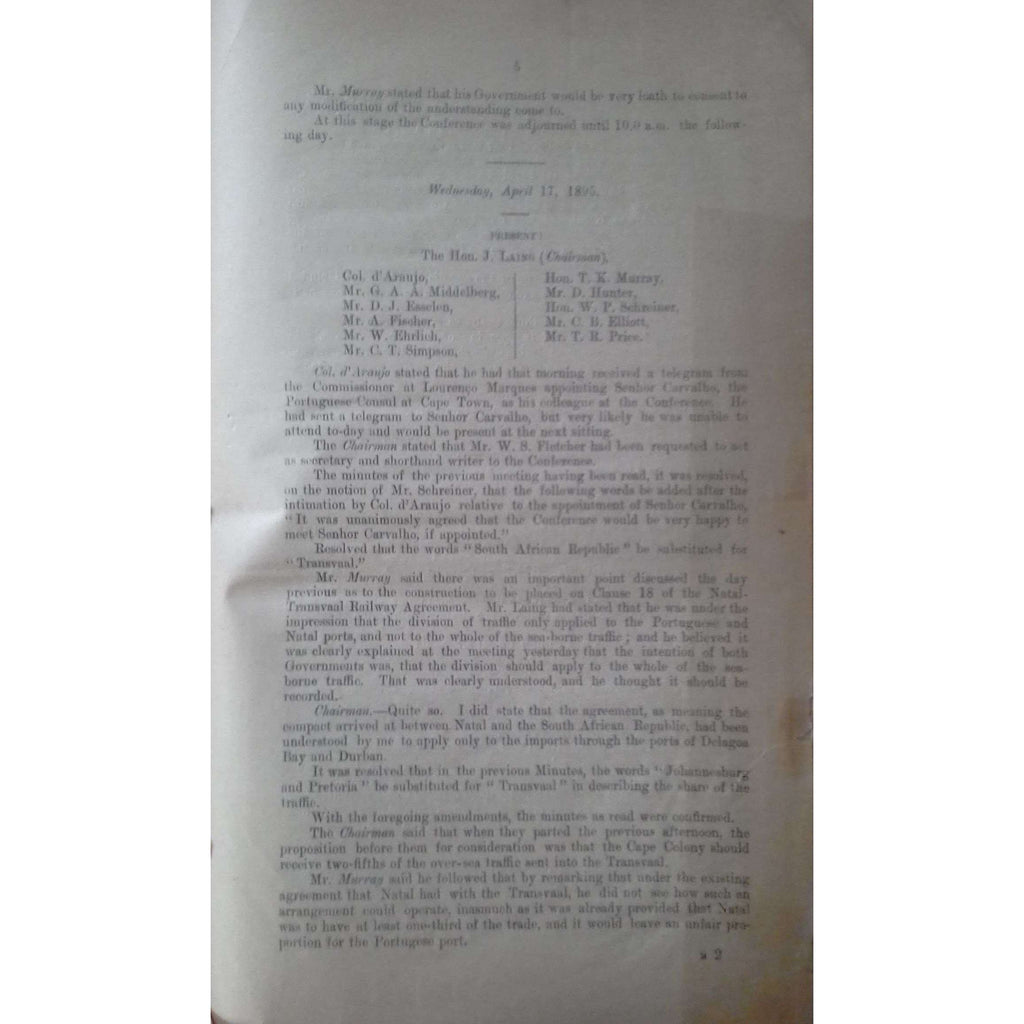 5
Mr. Murray stated that his Government would be very loath to consent to
any modification of the understanding come to.
At this stage the Conference was adjourned until 10.0 a.m. the follow-
ing day.
Wednesday, April 17, 1895.
PRESENT:
The Hon. J. LAING (Chairman),
Col. d'Araujo,
Mr. G. A. A. Middelberg,
Mr. D. J. Esselen,
Mr. A. Fischer,
Mr. W. Ehrlich,
Mr. C. T. Simpson,
Hon. T. K. Murray,
Mr. D. Hunter,
Hon. W. P. Schreiner,
Mr. C. B. Elliott,
Mr. T. R. Price.
Col. d'Araujo stated that he had that morning received a telegram from
the Commissioner at Lourenço Marques appointing Senhor Carvalho, the
Portuguese Consul at Cape Town, as his colleague at the Conference. He
had sent a telegram to Senhor Carvalho, but very likely he was unable to
attend to-day and would be present at the next sitting.
The Chairman stated that Mr. W. S. Fletcher had been requested to act
as secretary and shorthand writer to the Conference.
The minutes of the previous meeting having been read, it was resolved,
on the motion of Mr. Schreiner, that the following words be added after the
intimation by Col. d'Araujo relative to the appointment of Senhor Carvalho,
"It was unanimously agreed that the Conference would be very happy to
meet Senhor Carvalho, if appointed."
Resolved that the words "South African Republic" be substituted for
"Transvaal."
Mr. Murray said there was an important point discussed the day
previous as to the construction to be placed on Clause 18 of the Natal-
Transvaal Railway Agreement. Mr. Laing had stated that he was under the
impression that the division of traffic only applied to the Portuguese and
Natal ports, and not to the whole of the sea-borne traffic; and he believed it
was clearly explained at the meeting yesterday that the intention of both
Governments was, that the division should apply to the whole of the sea-
borne traffic. That was clearly understood, and he thought it should be
recorded.
Chairman.—Quite so. I did state that the agreement, as meaning the
compact arrived at between Natal and the South African Republic, had been
understood by me to apply only to the imports through the ports of Delagoa
Bay and Durban.
It was resolved that in the previous Minutes, the words "Johannesburg
and Pretoria" be substituted for "Transvaal" in describing the share of the
traffic.
With the foregoing amendments, the minutes as read were confirmed.
The Chairman said that when they parted the previous afternoon, the
proposition before them for consideration was that the Cape Colony should
receive two-fifths of the over-sea traffic sent into the Transvaal.
Mr. Murray said he followed that by remarking that under the existing
agreement that Natal had with the Transvaal, he did not see how such an
arrangement could operate, inasmuch as it was already provided that Natal
was to have at least one-third of the trade, and it would leave an unfair pro-
portion for the Portugese port.
2